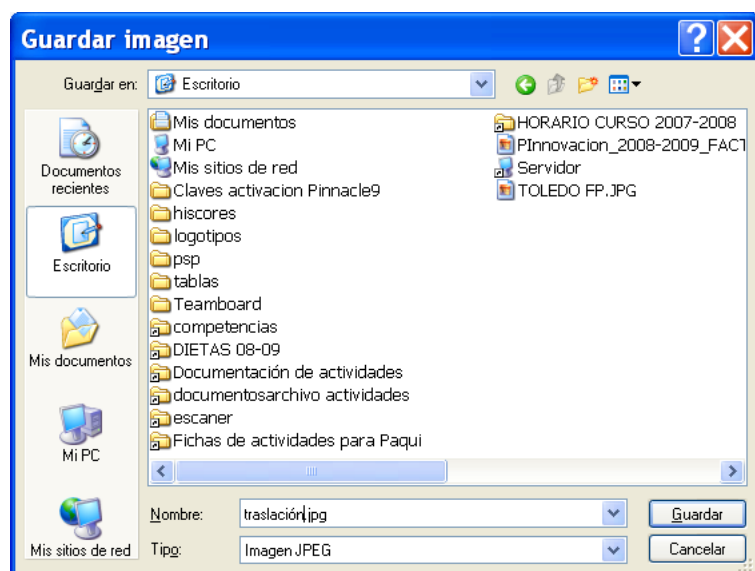 Guardar imagen
Guardar en: Escritorio
Documentos
recientes
Escritorio
Mis documentos
Mi PC
Mis sitios de red
Mis documentos
Mi PC
Mis sitios de red
Claves activacion Pinnacle9
hiscores
logotipos
psp
tablas
Teamboard
competencias
DIETAS 08-09
Documentación de actividades
documentosarchivo actividades
escaner
Fichas de actividades para Paqui
HORARIO CURSO 2007-2008
PInnovacion_2008-2009_FACT
Servidor
TOLEDO FP.JPG
Nombre: traslación.jpg Guardar
Tipo: Imagen JPEG Cancelar